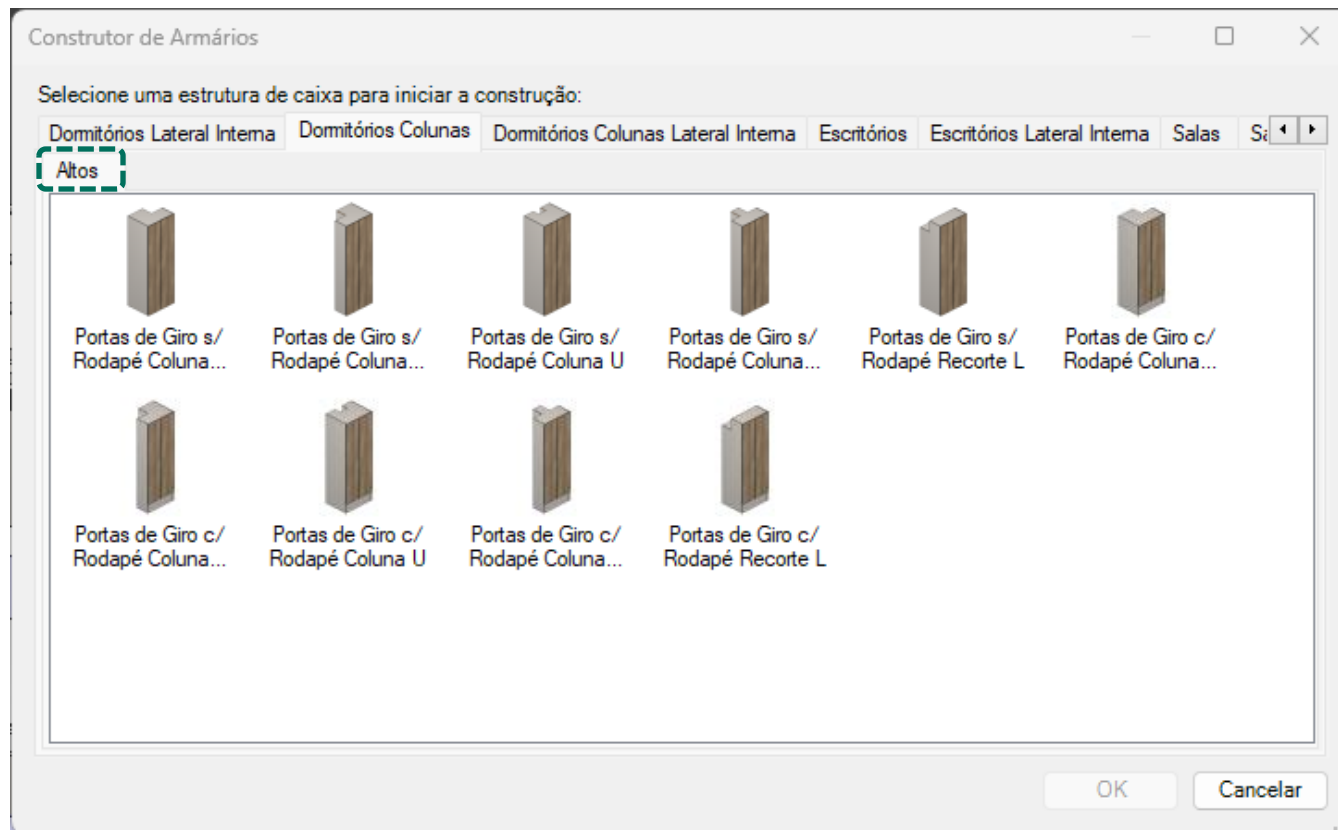 Construtor de Armários
Selecione uma estrutura de caixa para iniciar a construção:
Dormitórios Lateral Interna Dormitórios Colunas Dormitórios Colunas Lateral Interna Escritórios Escritórios Lateral Interna Salas Sa
Altos
Portas de Giro s/ Portas de Giro s/ Portas de Giro s/ Portas de Giro s/ Portas de Giro s/ Portas de Giro c/
Rodapé Coluna... Rodapé Coluna... Rodapé Coluna U Rodapé Coluna... Rodapé Recorte L Rodapé Coluna...
Portas de Giro c/ Portas de Giro c/ Portas de Giro c/ Portas de Giro c/
Rodapé Coluna... Rodapé Coluna U Rodapé Coluna... Rodapé Recorte L
OK Cancelar